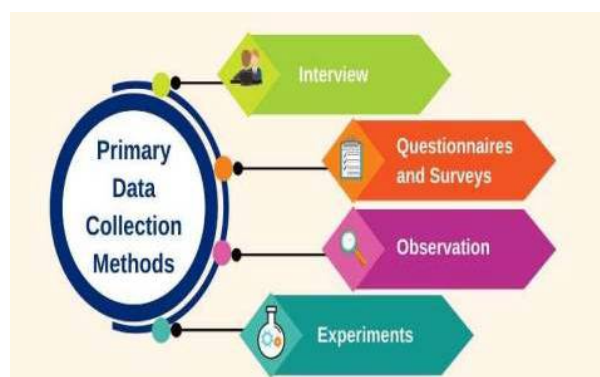 Primary
Data
Collection
Methods
Interview
Questionnaires
and Surveys
Observation
Experiments